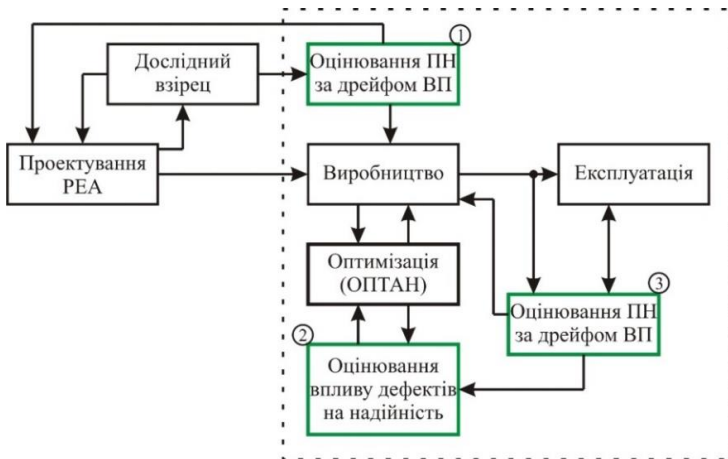 1
Дослідний
взірец
Оцінювання ПН
за дрейфом ВП
Проектування
РЕА
Виробництво
Експлуатація
Оптимізація
(ОПТАН)
3
Оцінювання ПН
за дрейфом ВП
2
Оцінювання
впливу дефектів
на надійність